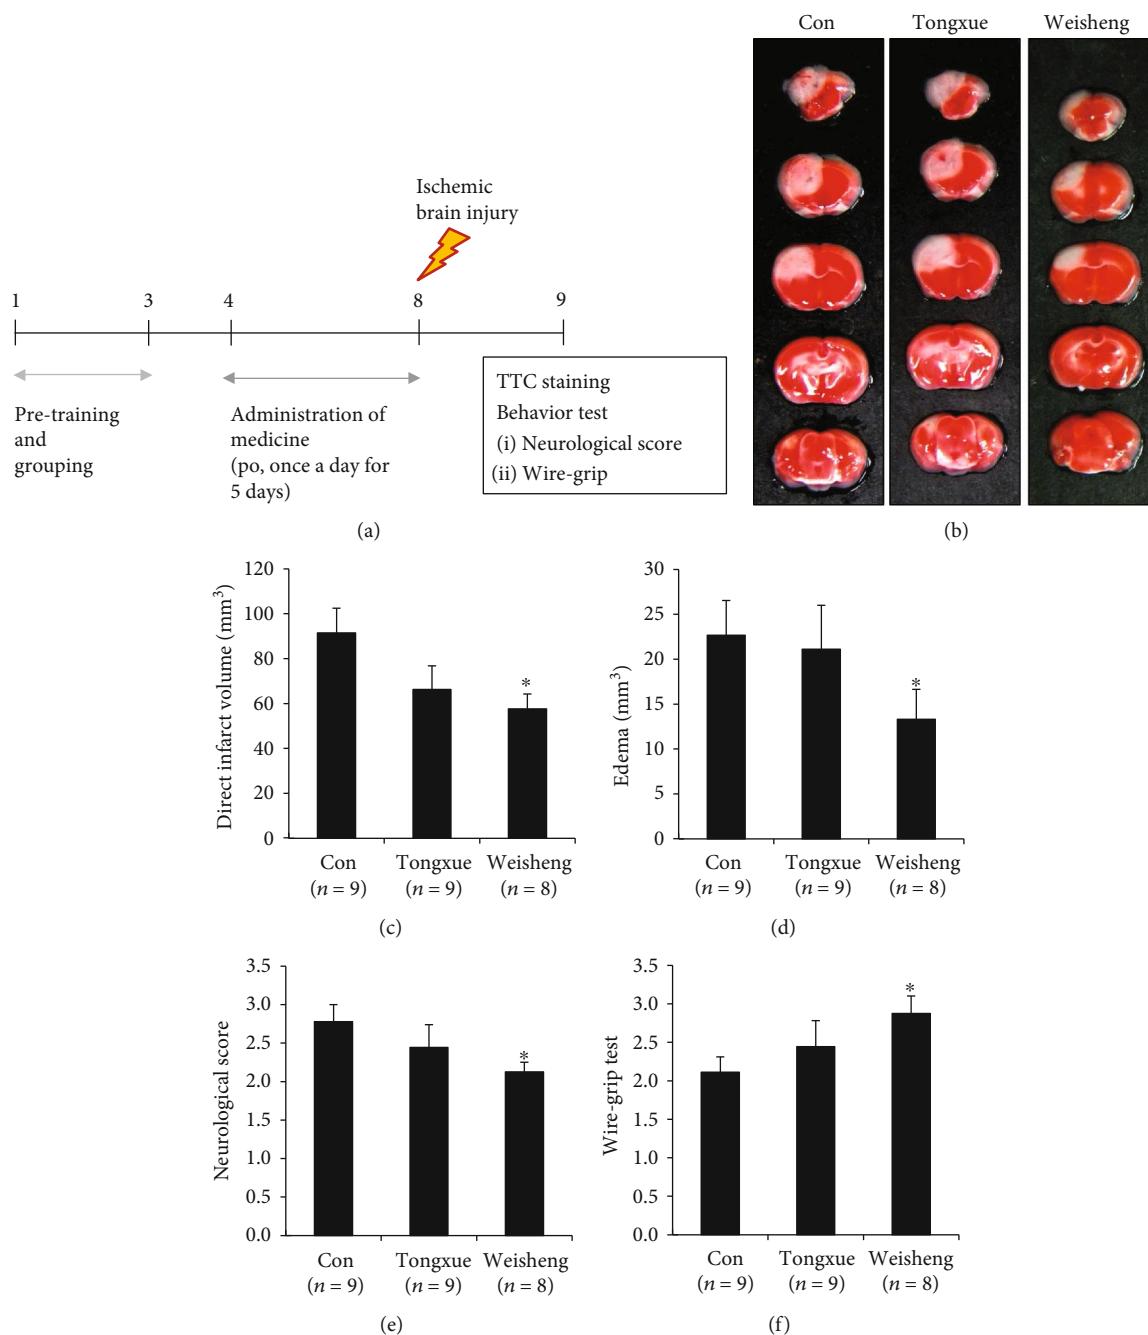 Con Tongxue Weisheng
Ischemic
brain injury
1 3 4 8 9
Pre-training
and
grouping
Administration of
medicine
(po, once a day for
5 days)
TTC staining
Behavior test
(i) Neurological score
(ii) Wire-grip
(a)
(b)
Direct infarct volume (mm³)
120
100
80
60
40
20
0
*
Con Tongxue Weisheng
(n = 9) (n = 9) (n = 8)
(c)
Edema (mm³)
30
25
20
15
10
5
0
*
Con Tongxue Weisheng
(n = 9) (n = 9) (n = 8)
(d)
Neurological score
3.5
3.0
2.5
2.0
1.5
1.0
0.5
0.0
*
Con Tongxue Weisheng
(n = 9) (n = 9) (n = 8)
(e)
Wire-grip test
3.5
3.0
2.5
2.0
1.5
1.0
0.5
0.0
*
Con Tongxue Weisheng
(n = 9) (n = 9) (n = 8)
(f)